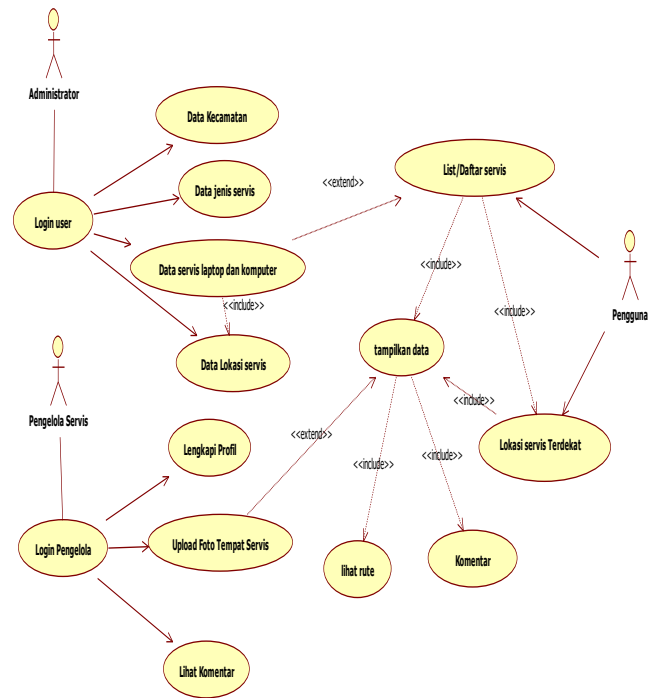 Administrator
Data Kecamatan
Data jenis servis
Login user
Data servis laptop dan komputer
<<include>>
Data Lokasi servis
<<extend>>
List/Daftar servis
<<include>>
<<include>>
Pengguna
tampilkan data
<<include>>
Lokasi servis Terdekat
Pengelola Servis
Lengkapi Profil
<<extend>>
Login Pengelola
Upload Foto Tempat Servis
<<include>>
<<include>>
lihat rute
Komentar
Lihat Komentar